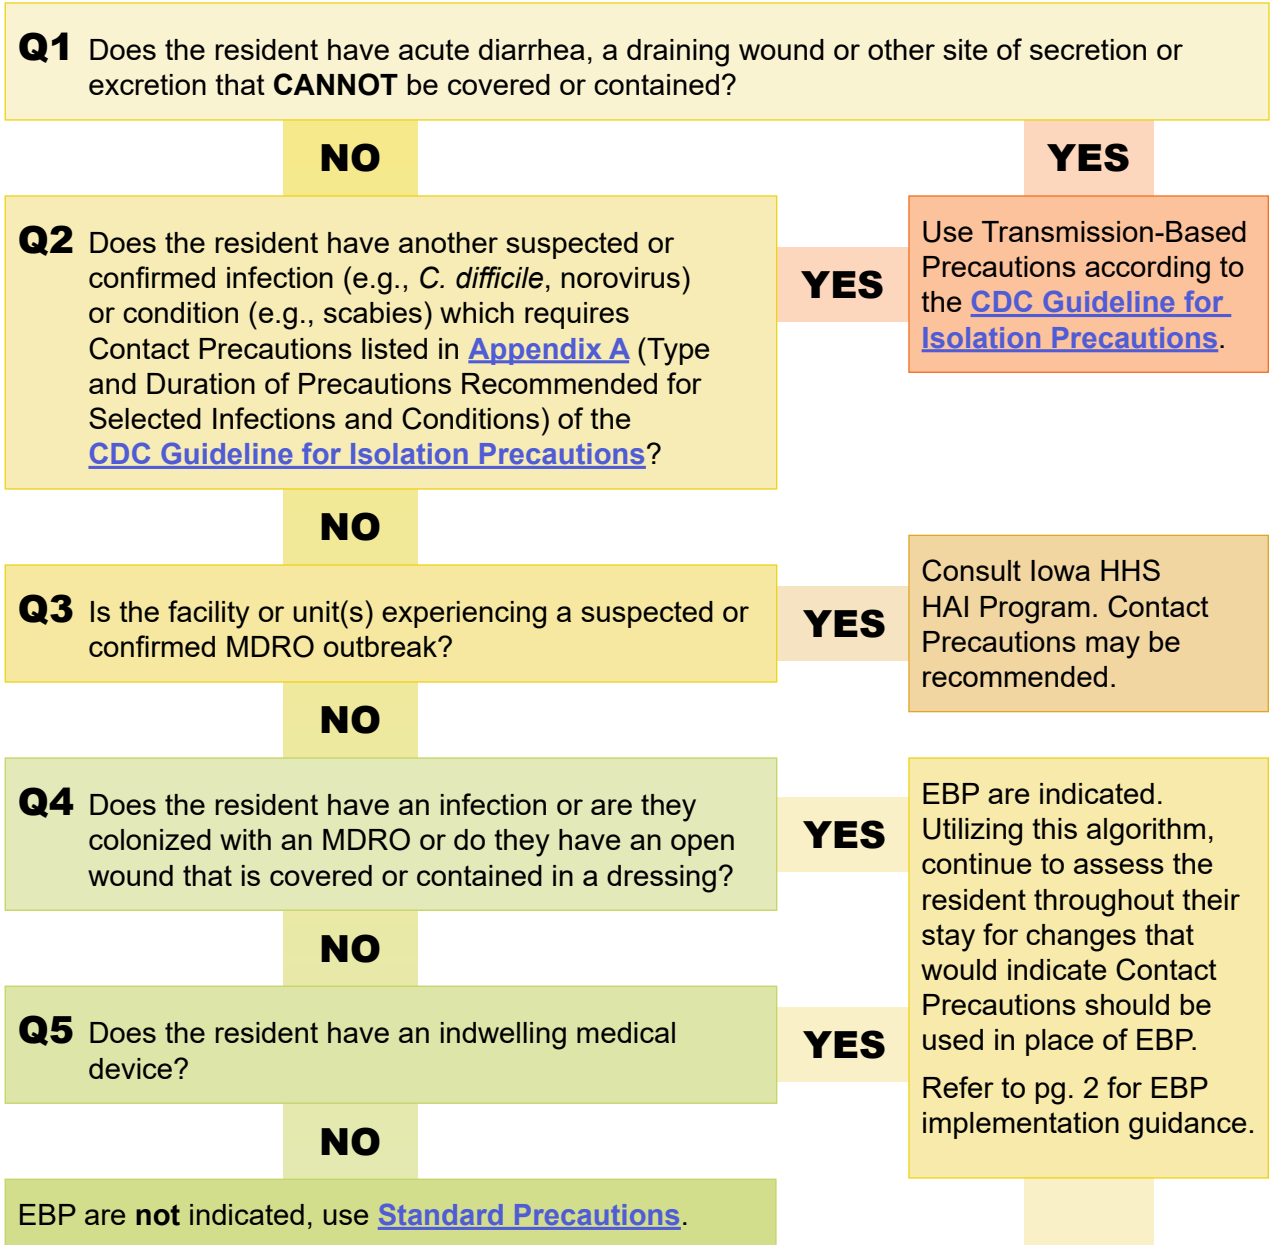 Q1 Does the resident have acute diarrhea, a draining wound or other site of secretion or
excretion that CANNOT be covered or contained?
NO
YES
Q2 Does the resident have another suspected or
confirmed infection (e.g., C. difficile, norovirus)
or condition (e.g., scabies) which requires
Contact Precautions listed in Appendix A (Type
and Duration of Precautions Recommended for
Selected Infections and Conditions) of the
CDC Guideline for Isolation Precautions?
YES
Use Transmission-Based
Precautions according to
the CDC Guideline for
Isolation Precautions.
NO
Q3 Is the facility or unit(s) experiencing a suspected or
confirmed MDRO outbreak?
YES
Consult Iowa HHS
HAI Program. Contact
Precautions may be
recommended.
NO
Q4 Does the resident have an infection or are they
colonized with an MDRO or do they have an open
wound that is covered or contained in a dressing?
YES
EBP are indicated.
Utilizing this algorithm,
continue to assess the
resident throughout their
stay for changes that
would indicate Contact
Precautions should be
used in place of EBP.
Refer to pg. 2 for EBP
implementation guidance.
NO
Q5 Does the resident have an indwelling medical
device?
YES
NO
EBP are not indicated, use Standard Precautions.